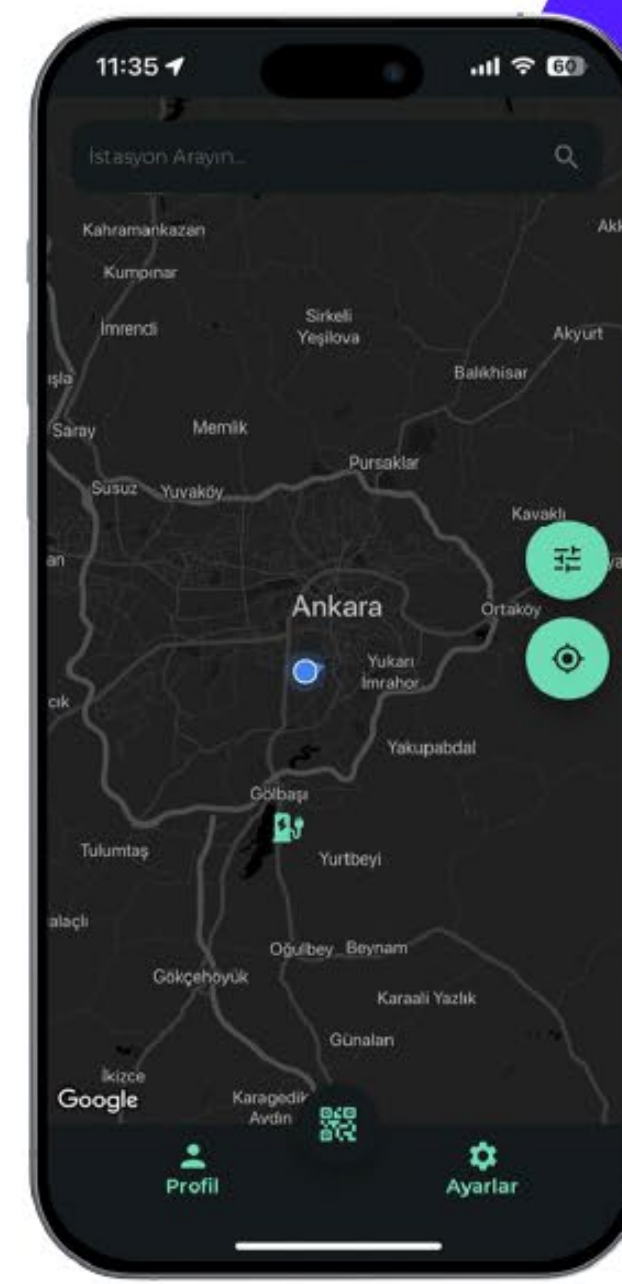 11:35
60
İstasyon Arayın...
Kahramankazan
Kumpınar
İmrendi
Sirkeli
Yeşilova
Akyurt
Balıkhisar
Saray
Memlik
Pursaklar
Susuz
Yuvaköy
Kavaklı
Ankara
Ortaköy
Yukarı
İmrahor
Yakupabdal
Gölbaşı
Tulumtaş
Yurtbeyi
Oğulbey
Beynam
Gökçehöyük
Karaali Yazlık
Günalan
İkizce
Google
Karagedik
Avdın
Profil
Ayarlar